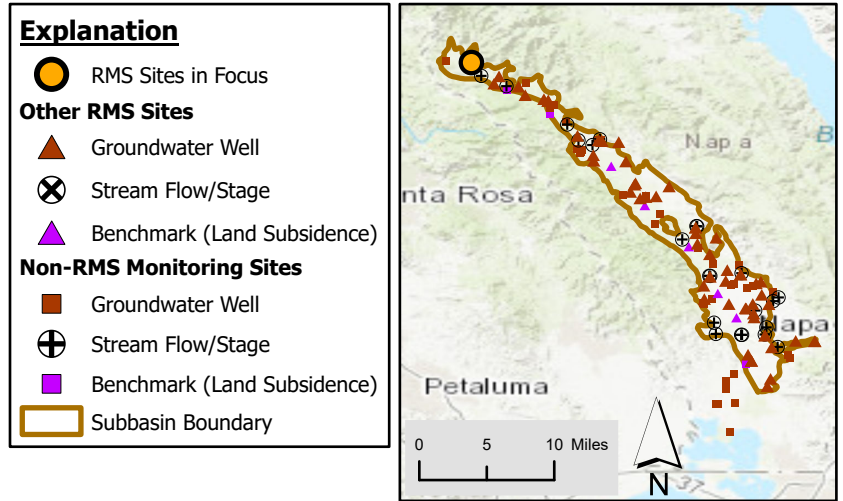 Explanation
RMS Sites in Focus
Other RMS Sites
Groundwater Well
Stream Flow/Stage
Benchmark (Land Subsidence)
Non-RMS Monitoring Sites
Groundwater Well
Stream Flow/Stage
Benchmark (Land Subsidence)
Subbasin Boundary
Napa
B
nta Rosa
Napa
Petaluma
0 5 10 Miles
N
37